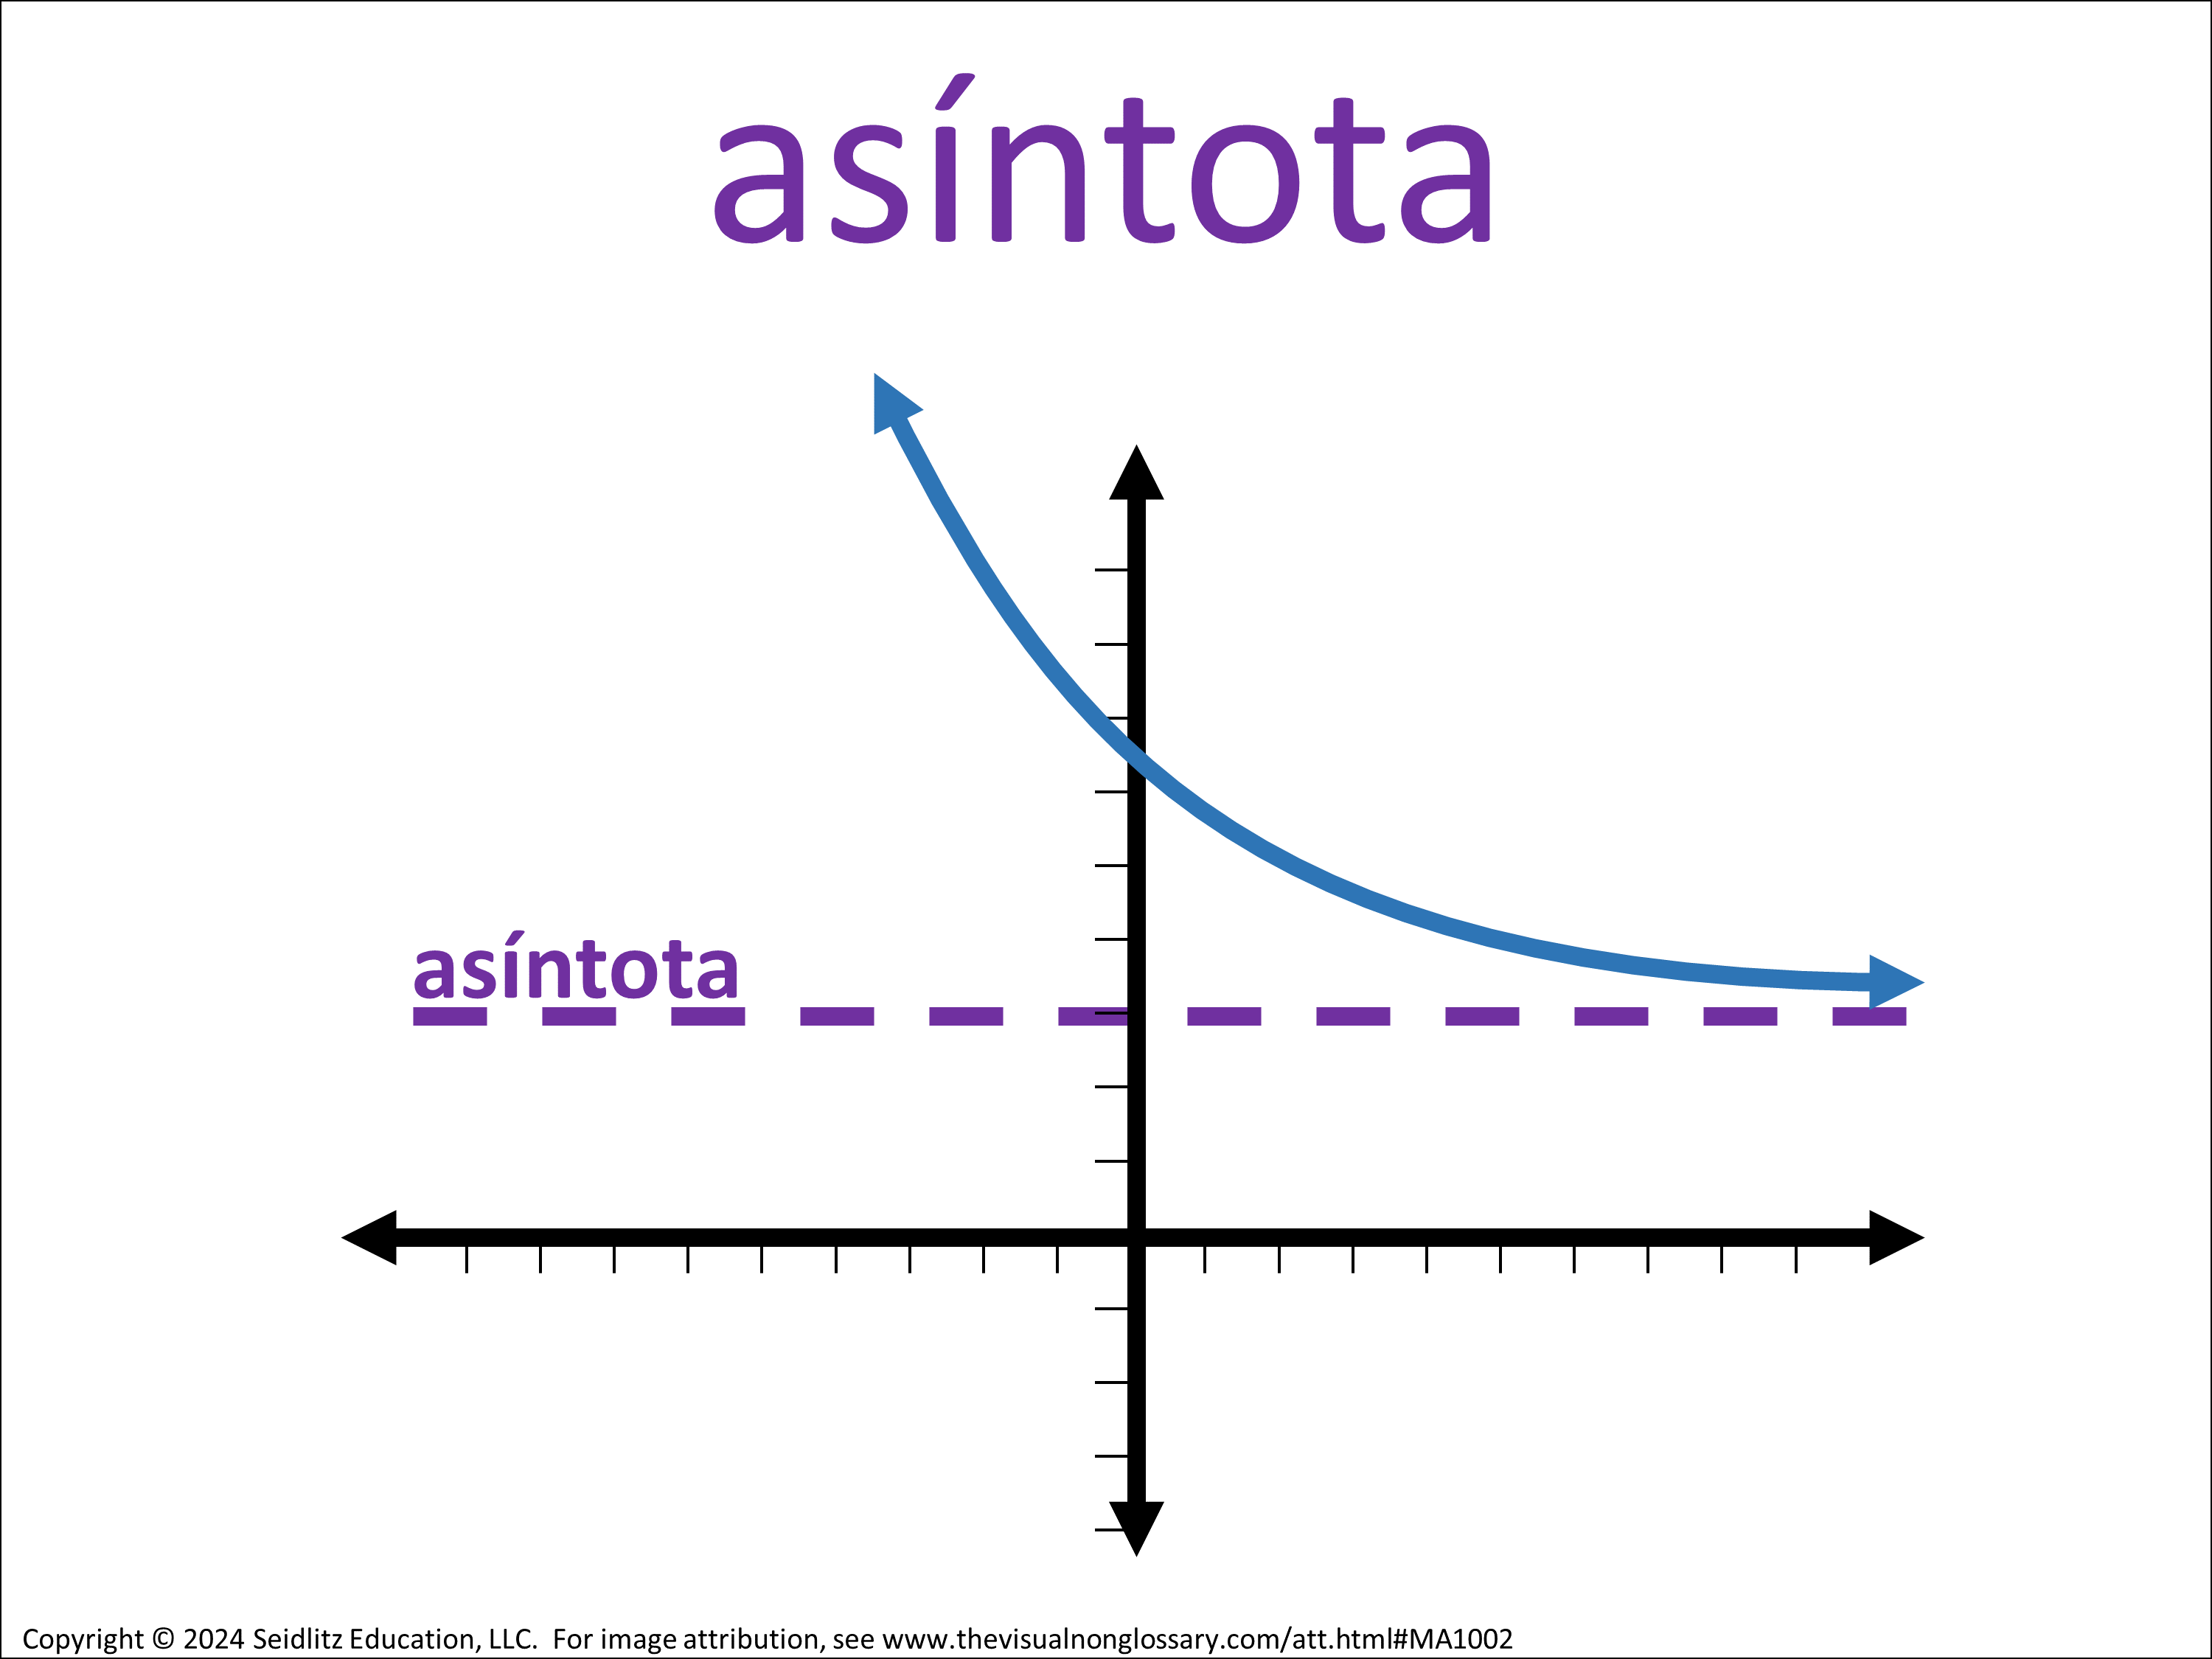 asíntota
asíntota
Copyright © 2024 Seidlitz Education, LLC.  For image attribution, see www.thevisualnonglossary.com/att.html#MA1002